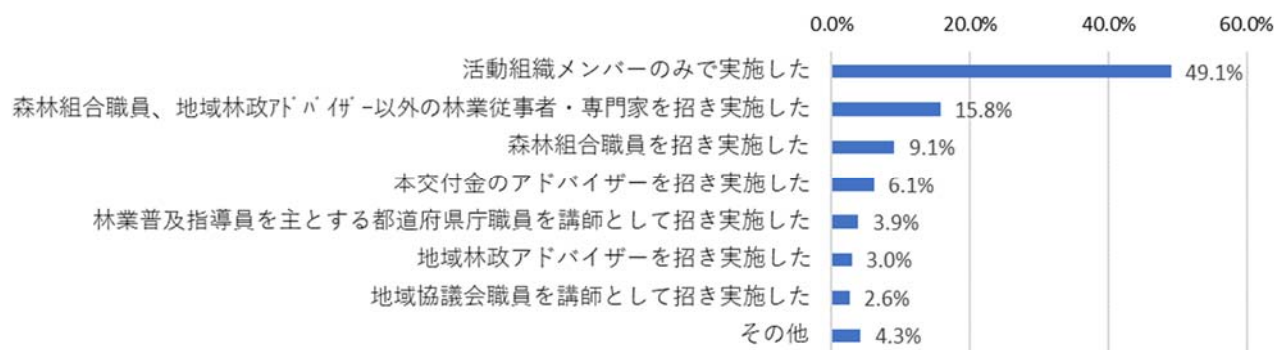 0.0% 20.0% 40.0% 60.0%
活動組織メンバーのみで実施した 49.1%
森林組合職員、地域林政ｱﾄﾞﾊﾞｲｻﾞｰ以外の林業従事者・専門家を招き実施した 15.8%
森林組合職員を招き実施した 9.1%
本交付金のアドバイザーを招き実施した 6.1%
林業普及指導員を主とする都道府県庁職員を講師として招き実施した 3.9%
地域林政アドバイザーを招き実施した 3.0%
地域協議会職員を講師として招き実施した 2.6%
その他 4.3%